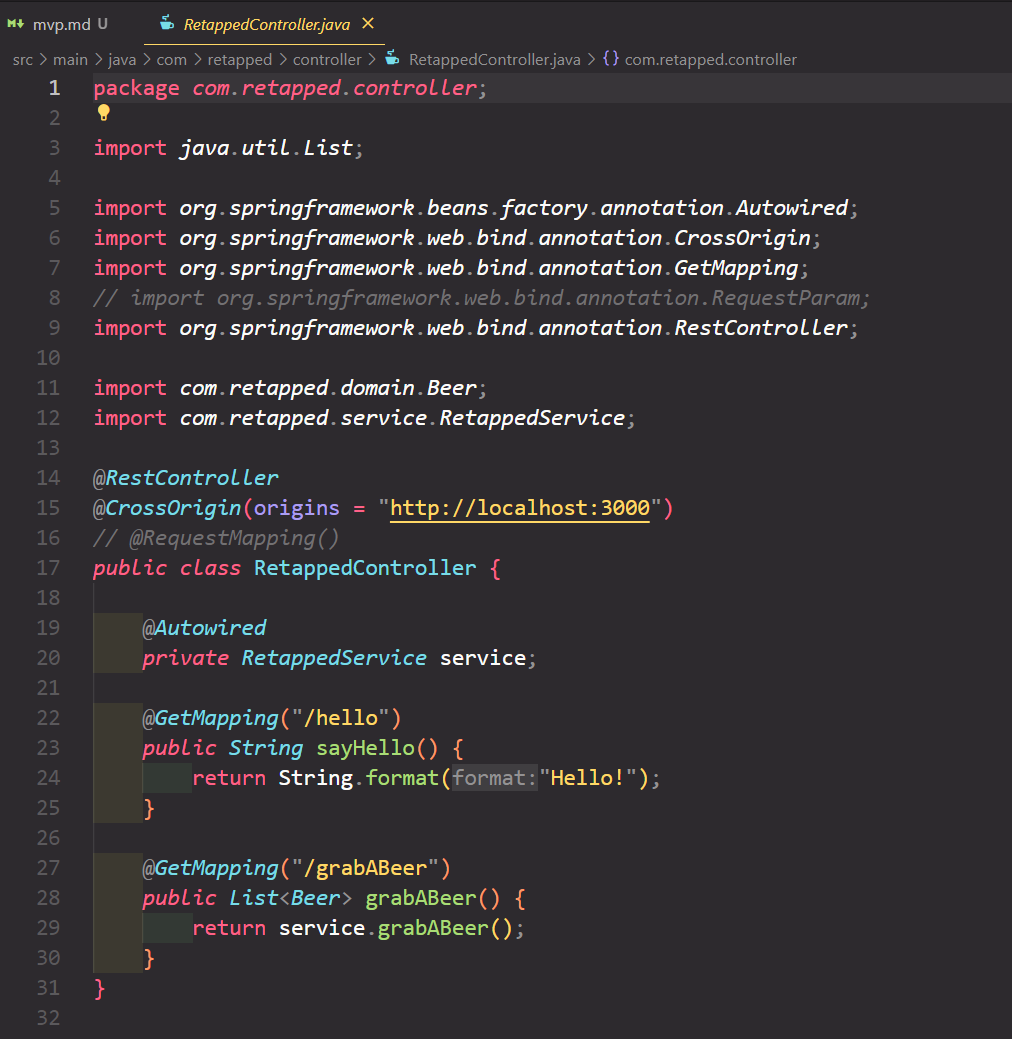 mvp.md U RetappedController.java
src > main > java > com > retapped > controller > RetappedController.java > {} com.retapped.controller
1 package com.retapped.controller;
2
3 import java.util.List;
4
5 import org.springframework.beans.factory.annotation.Autowired;
6 import org.springframework.web.bind.annotation.CrossOrigin;
7 import org.springframework.web.bind.annotation.GetMapping;
8 // import org.springframework.web.bind.annotation.RequestParam;
9 import org.springframework.web.bind.annotation.RestController;
10
11 import com.retapped.domain.Beer;
12 import com.retapped.service.RetappedService;
13
14 @RestController
15 @CrossOrigin(origins = "http://localhost:3000")
16 // @RequestMapping()
17 public class RetappedController {
18
19 @Autowired
20 private RetappedService service;
21
22 @GetMapping("/hello")
23 public String sayHello() {
24 return String.format(format:"Hello!");
25 }
26
27 @GetMapping("/grabABeer")
28 public List<Beer> grabABeer() {
29 return service.grabABeer();
30 }
31 }
32